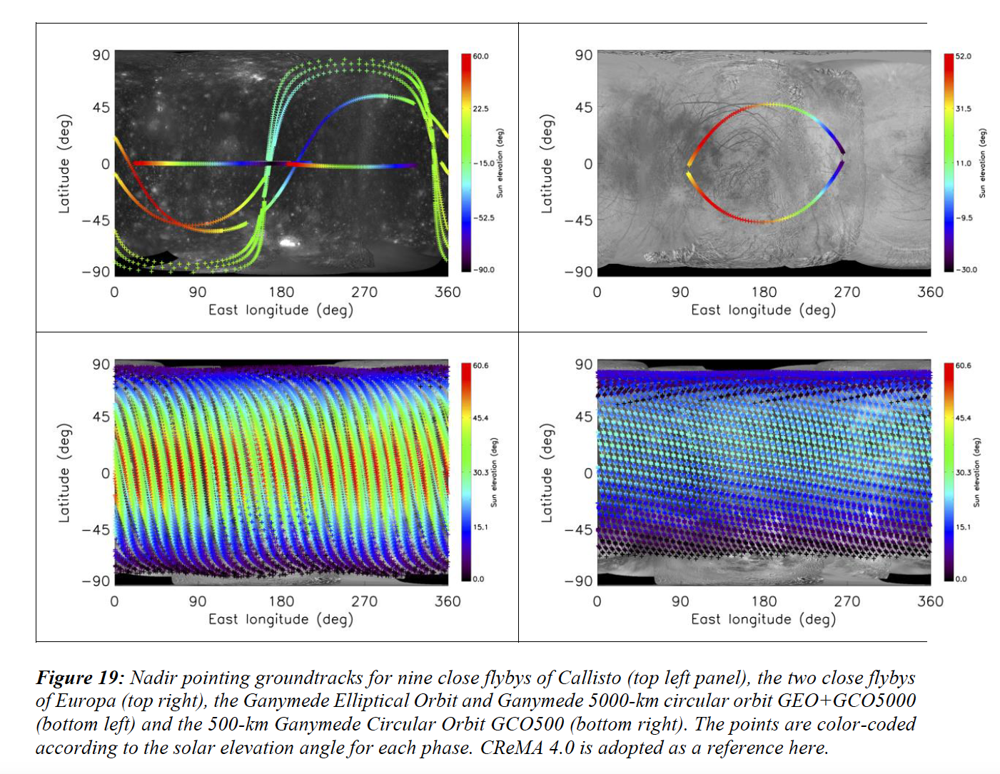 90
45
0
−45
−90
Latitude (deg)
0 90 180 270 360
East longitude (deg)
60.0
22.5
−15.0
−52.5
−90.0
Sun elevation (deg)
90
45
0
−45
−90
Latitude (deg)
0 90 180 270 360
East longitude (deg)
52.0
31.5
11.0
−9.5
−30.0
Sun elevation (deg)
90
45
0
−45
−90
Latitude (deg)
0 90 180 270 360
East longitude (deg)
60.6
45.4
30.3
15.1
0.0
Sun elevation (deg)
90
45
0
−45
−90
Latitude (deg)
0 90 180 270 360
East longitude (deg)
60.6
45.4
30.3
15.1
0.0
Sun elevation (deg)
Figure 19: Nadir pointing groundtracks for nine close flybys of Callisto (top left panel), the two close flybys
of Europa (top right), the Ganymede Elliptical Orbit and Ganymede 5000-km circular orbit GEO+GCO5000
(bottom left) and the 500-km Ganymede Circular Orbit GCO500 (bottom right). The points are color-coded
according to the solar elevation angle for each phase. CReMA 4.0 is adopted as a reference here.